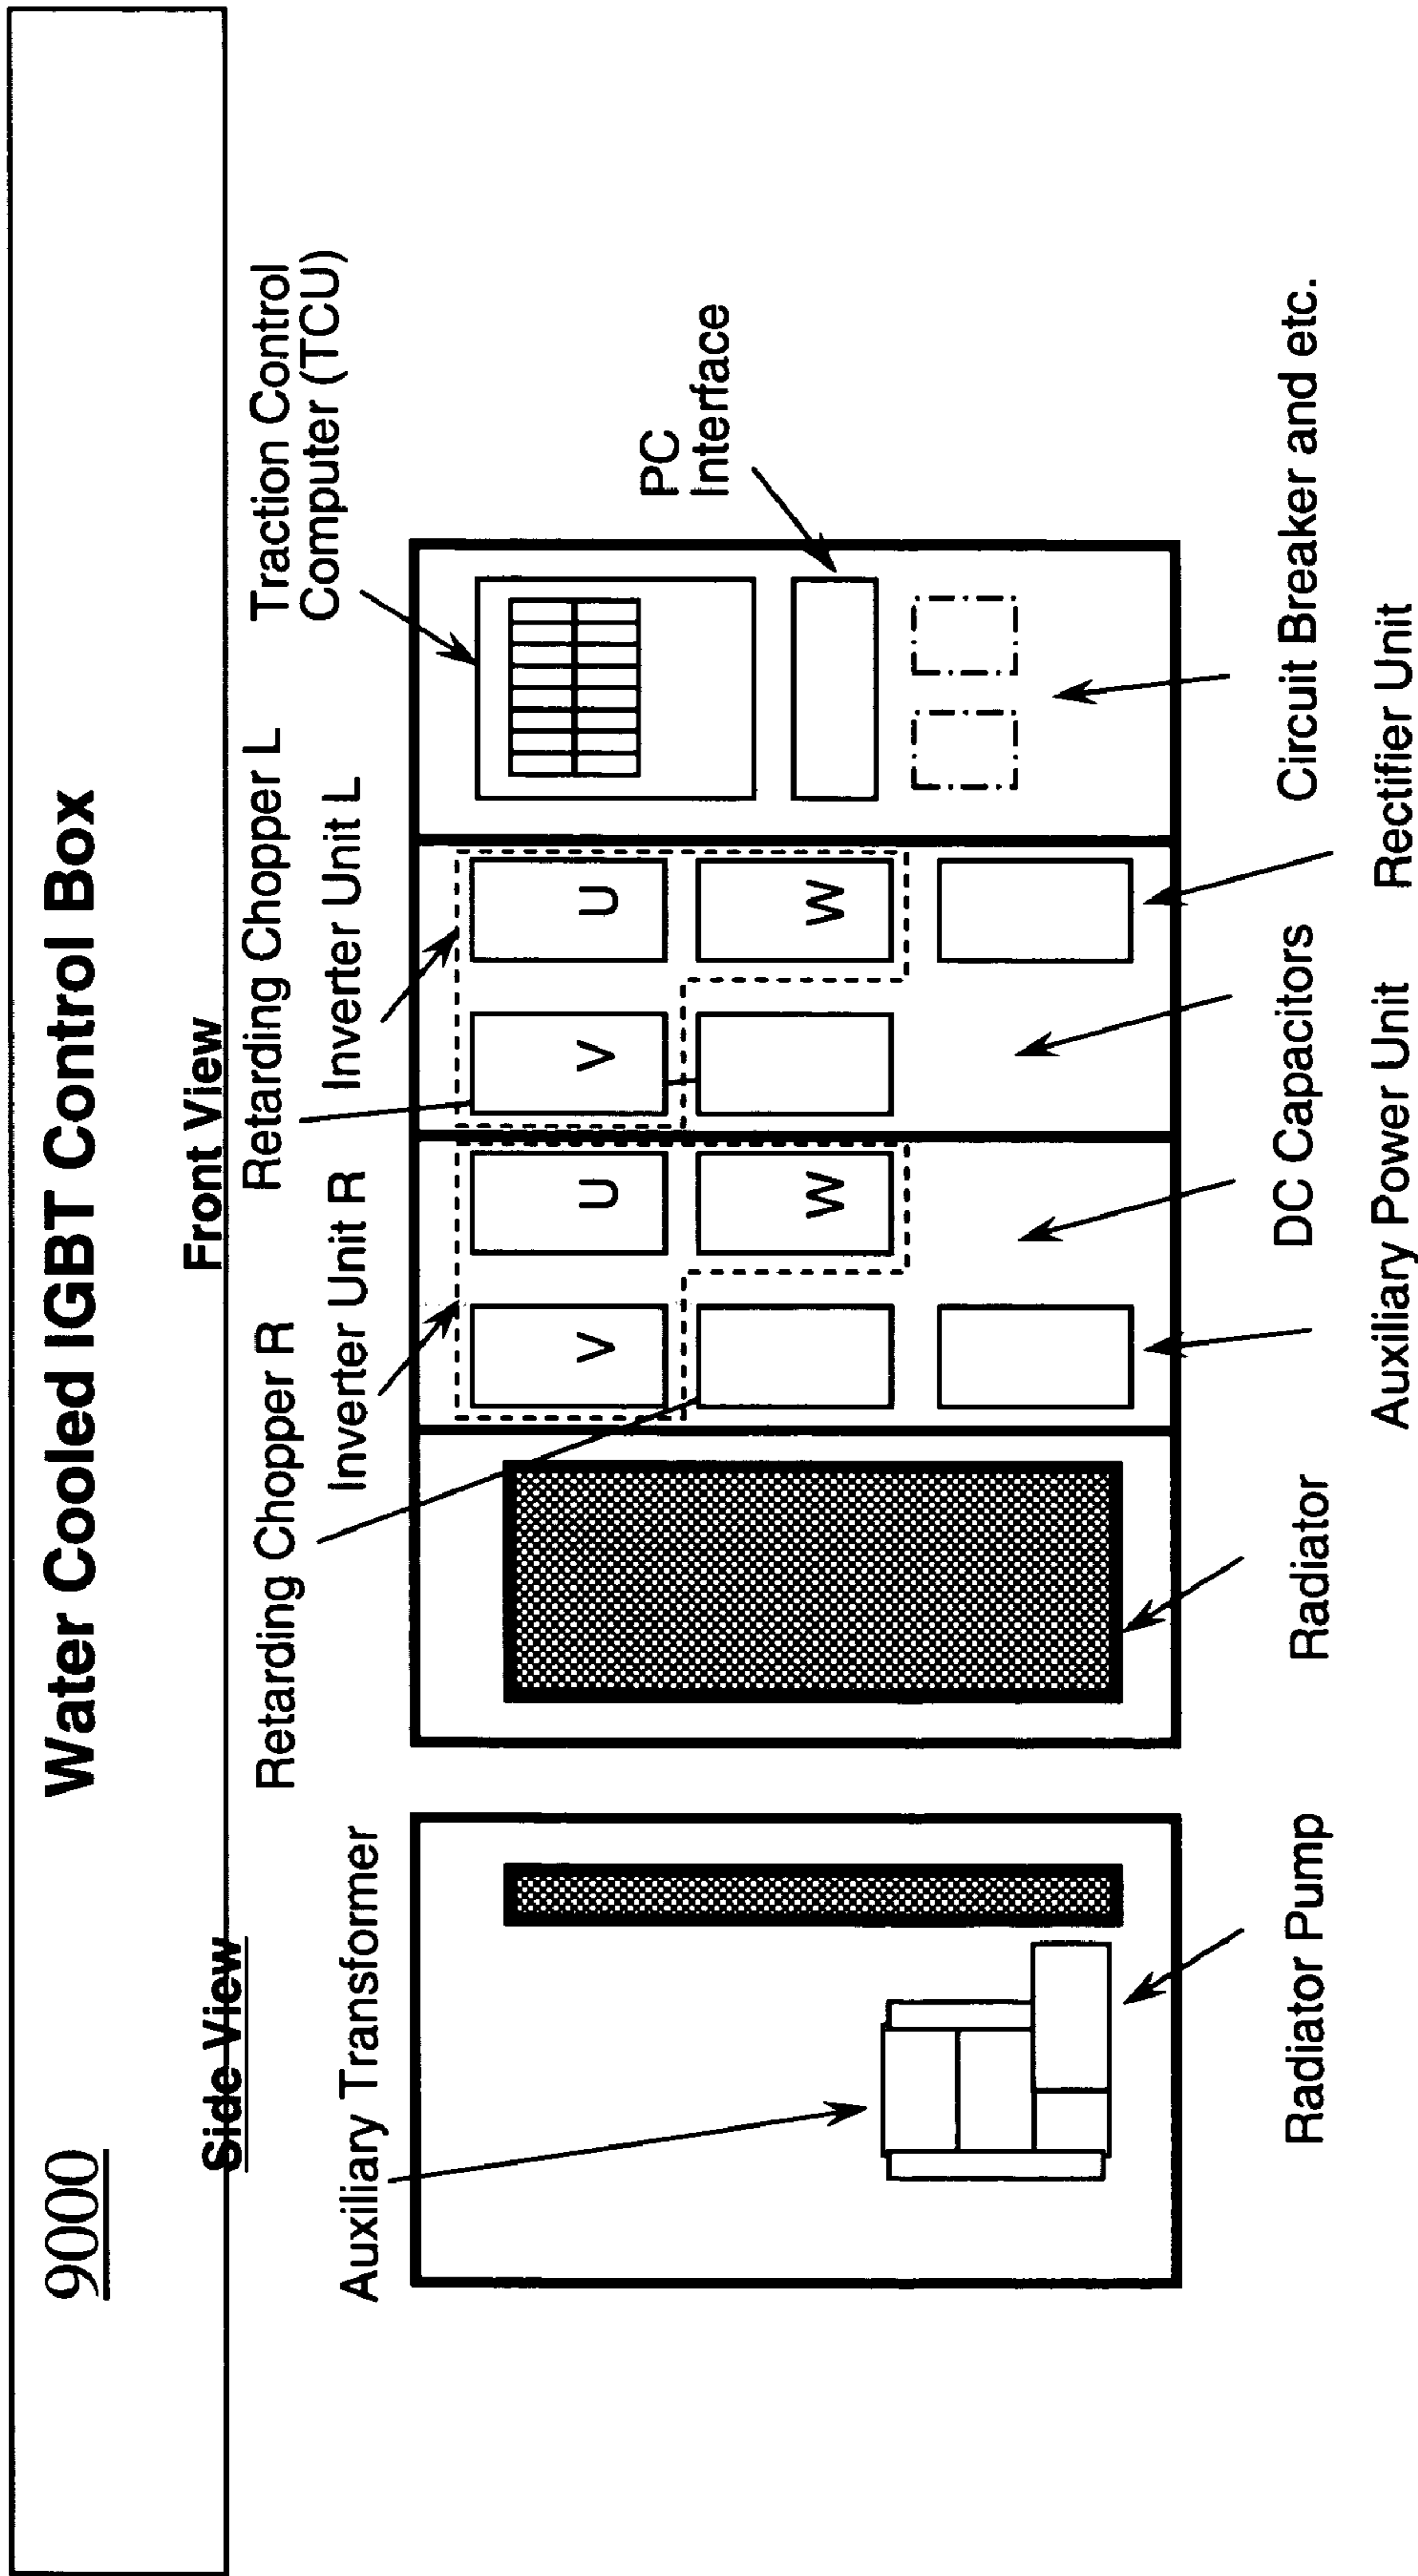 9000
Water Cooled IGBT Control Box
Side View
Front View
Auxiliary Transformer
Retarding Chopper R
Inverter Unit R
Retarding Chopper L
Inverter Unit L
Traction Control
Computer (TCU)
V
U
V
U
W
W
PC
Interface
Radiator Pump
Radiator
DC Capacitors
Circuit Breaker and etc.
Auxiliary Power Unit
Rectifier Unit